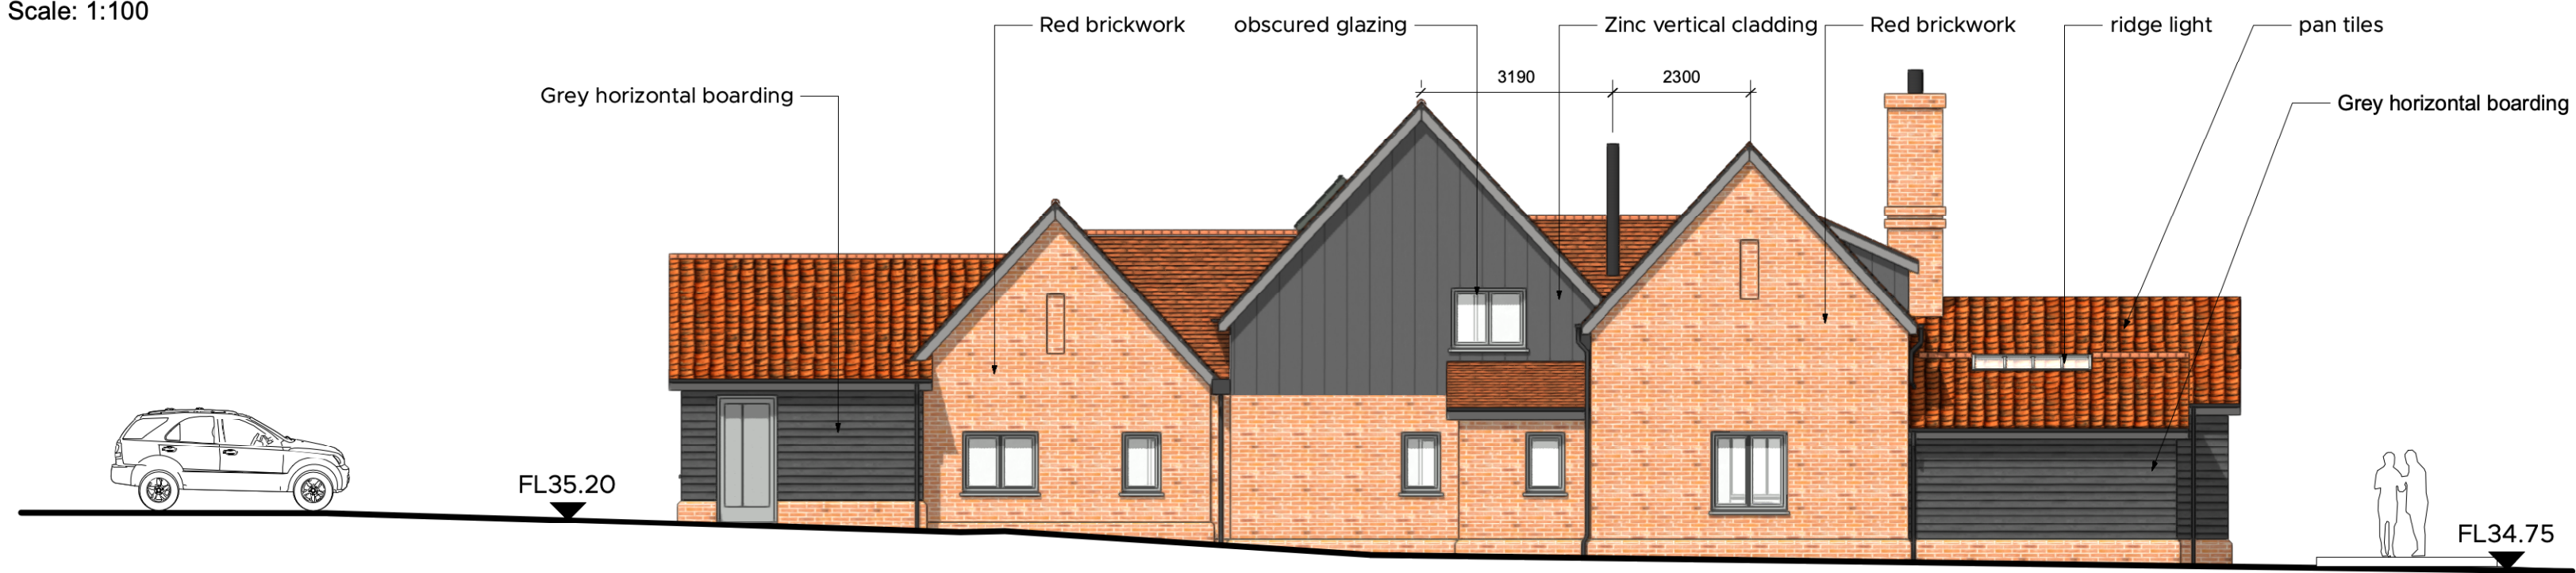 Scale: 1:100
Red brickwork
obscured glazing
Zinc vertical cladding
Red brickwork
ridge light
pan tiles
3190
2300
Grey horizontal boarding
Grey horizontal boarding
FL35.20
FL34.75